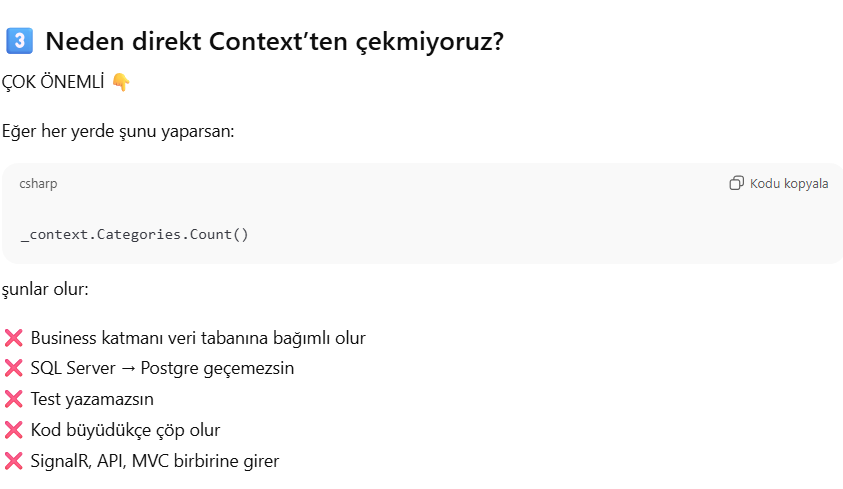 3 Neden direkt Context’ten çekmiyoruz?
ÇOK ÖNEMLİ 👇
Eğer her yerde şunu yaparsan:
csharp
Kodu kopyala
_context.Categories.Count()
şunlar olur:
❌ Business katmanı veri tabanına bağımlı olur
❌ SQL Server → Postgre geçemezsin
❌ Test yazamazsın
❌ Kod büyüdükçe çöp olur
❌ SignalR, API, MVC birbirine girer